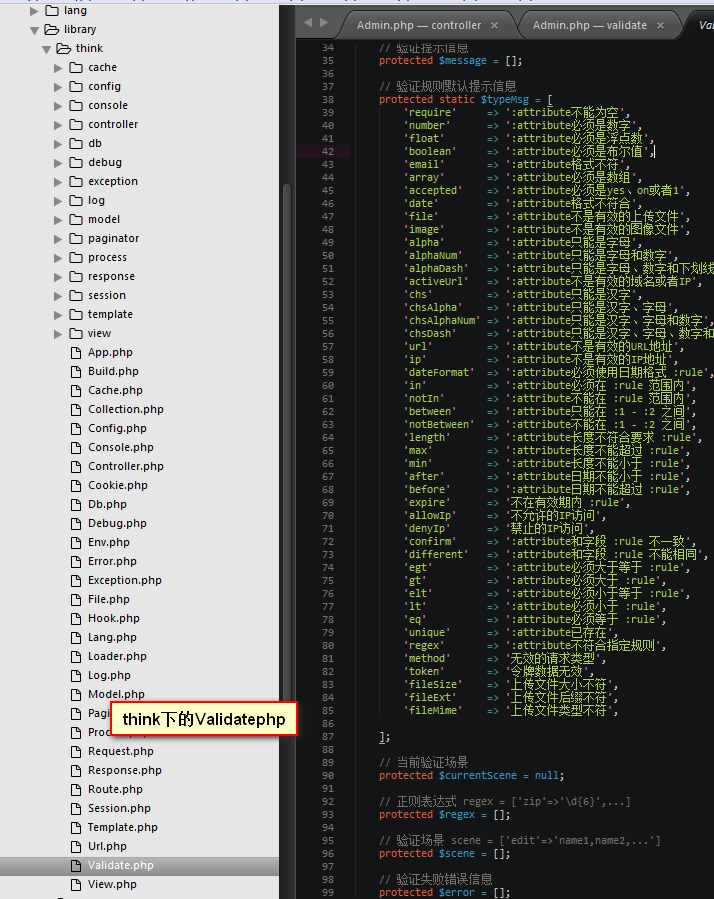 lang
library
think
cache
config
console
controller
db
debug
exception
log
model
paginator
process
response
session
template
view
App.php
Build.php
Cache.php
Collection.php
Config.php
Console.php
Controller.php
Cookie.php
Db.php
Debug.php
Env.php
Error.php
Exception.php
File.php
Hook.php
Lang.php
Loader.php
Log.php
Model.php
think下的Validatephp
Request.php
Response.php
Route.php
Session.php
Template.php
Url.php
Validate.php
View.php
Admin.php — controller ×
Admin.php — validate ×
34 // 验证提示信息
35 protected $message = [];
36
37 // 验证规则默认提示信息
38 protected static $typeMsg = [
39 'require' => ':attribute不能为空',
40 'number' => ':attribute必须是数字',
41 'float' => ':attribute必须是浮点数',
42 'boolean' => ':attribute必须是布尔值',
43 'email' => ':attribute格式不符',
44 'array' => ':attribute必须是数组',
45 'accepted' => ':attribute必须是yes、on或者1',
46 'date' => ':attribute格式不符合',
47 'file' => ':attribute不是有效的上传文件',
48 'image' => ':attribute不是有效的图像文件',
49 'alpha' => ':attribute只能是字母',
50 'alphaNum' => ':attribute只能是字母和数字',
51 'alphaDash' => ':attribute只能是字母、数字和下划线
52 'activeUrl' => ':attribute不是有效的域名或者IP',
53 'chs' => ':attribute只能是汉字',
54 'chsAlpha' => ':attribute只能是汉字、字母',
55 'chsAlphaNum' => ':attribute只能是汉字、字母和数字',
56 'chsDash' => ':attribute只能是汉字、字母、数字和
57 'url' => ':attribute不是有效的URL地址',
58 'ip' => ':attribute不是有效的IP地址',
59 'dateFormat' => ':attribute必须使用日期格式 :rule',
60 'in' => ':attribute必须在 :rule 范围内',
61 'notIn' => ':attribute不能在 :rule 范围内',
62 'between' => ':attribute只能在 :1 - :2 之间',
63 'notBetween' => ':attribute不能在 :1 - :2 之间',
64 'length' => ':attribute长度不符合要求 :rule',
65 'max' => ':attribute长度不能超过 :rule',
66 'min' => ':attribute长度不能小于 :rule',
67 'after' => ':attribute日期不能小于 :rule',
68 'before' => ':attribute日期不能超过 :rule',
69 'expire' => '不在有效期内 :rule',
70 'allowIp' => '不允许的IP访问',
71 'denyIp' => '禁止的IP访问',
72 'confirm' => ':attribute和字段 :rule 不一致',
73 'different' => ':attribute和字段 :rule 不能相同',
74 'egt' => ':attribute必须大于等于 :rule',
75 'gt' => ':attribute必须大于 :rule',
76 'elt' => ':attribute必须小于等于 :rule',
77 'lt' => ':attribute必须小于 :rule',
78 'eq' => ':attribute必须等于 :rule',
79 'unique' => ':attribute已存在',
80 'regex' => ':attribute不符合指定规则',
81 'method' => '无效的请求类型',
82 'token' => '令牌数据无效',
83 'fileSize' => '上传文件大小不符',
84 'fileExt' => '上传文件后缀不符',
85 'fileMime' => '上传文件类型不符',
86
87 ];
88
89 // 当前验证场景
90 protected $currentScene = null;
91
92 // 正则表达式 regex = ['zip'=>'\d{6}',...]
93 protected $regex = [];
94
95 // 验证场景 scene = ['edit'=>'name1,name2,...']
96 protected $scene = [];
97
98 // 验证失败错误信息
99 protected $error = [];